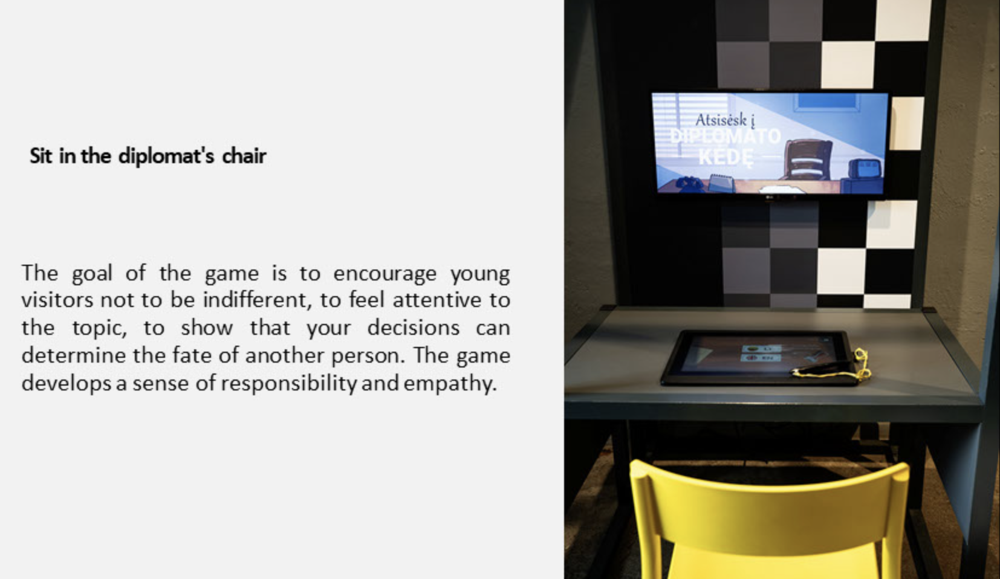 Sit in the diplomat's chair
The goal of the game is to encourage young
visitors not to be indifferent, to feel attentive to
the topic, to show that your decisions can
determine the fate of another person. The game
develops a sense of responsibility and empathy.
Atsisėsk į
DIPLOMATO
KĖDĘ
LT
EN